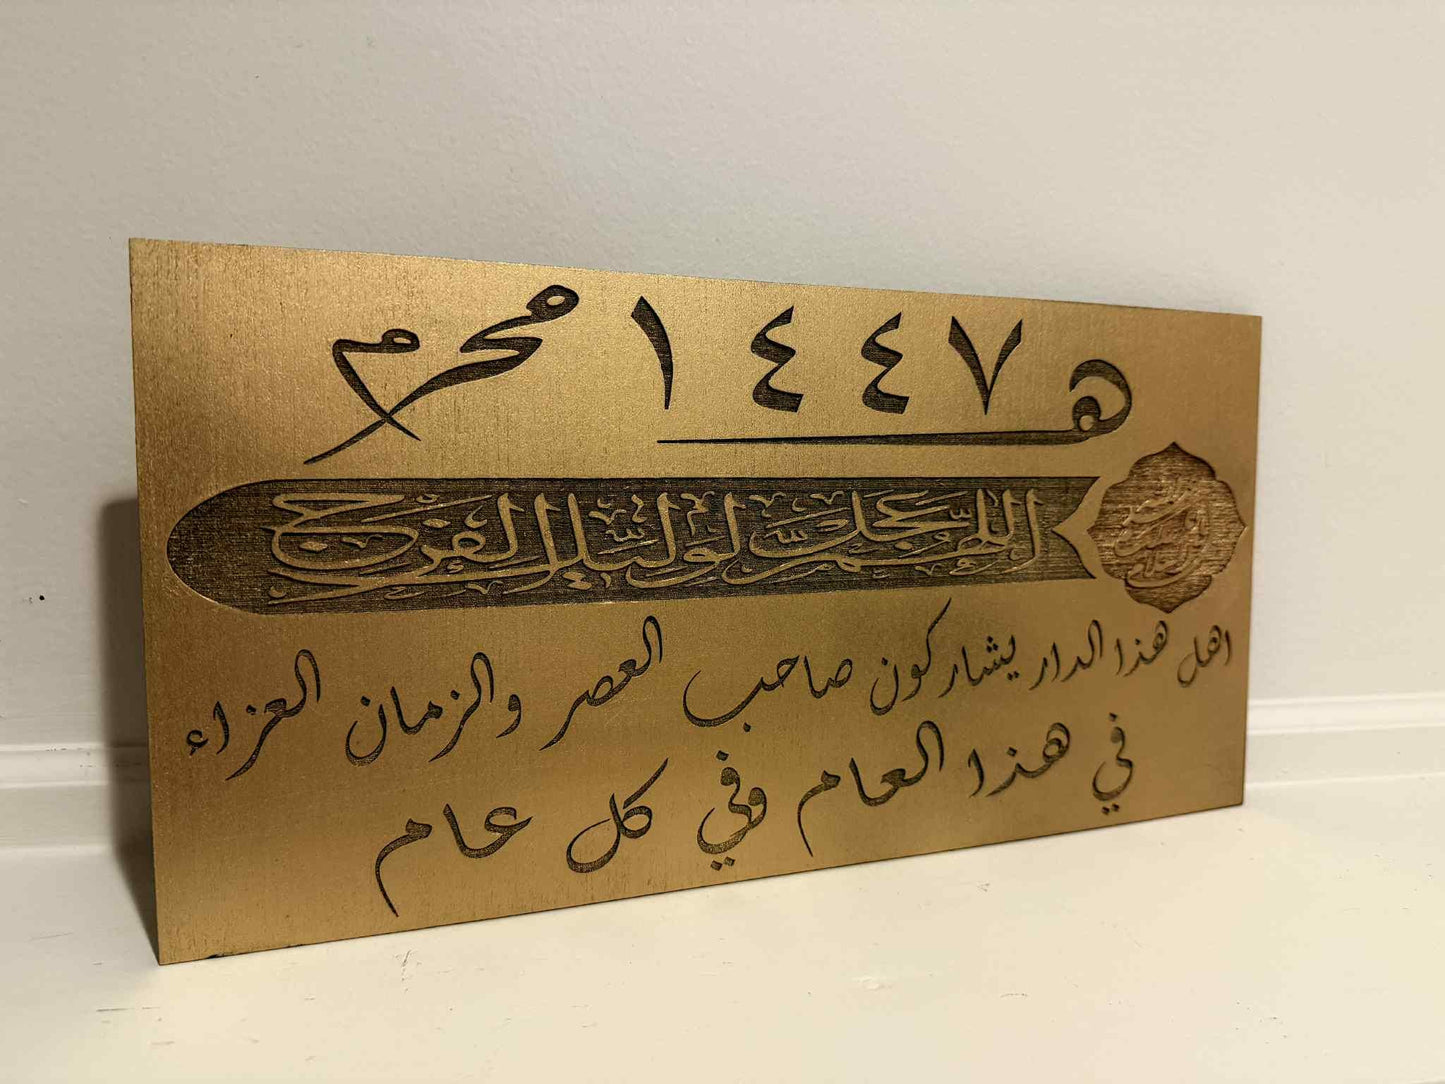 محرم ١٤٤٧ هـ
اللهم عجل لوليك الفرج
اهل هذا الدار يشاركون صاحب العصر والزمان العزاء
في هذا العام وفي كل عام